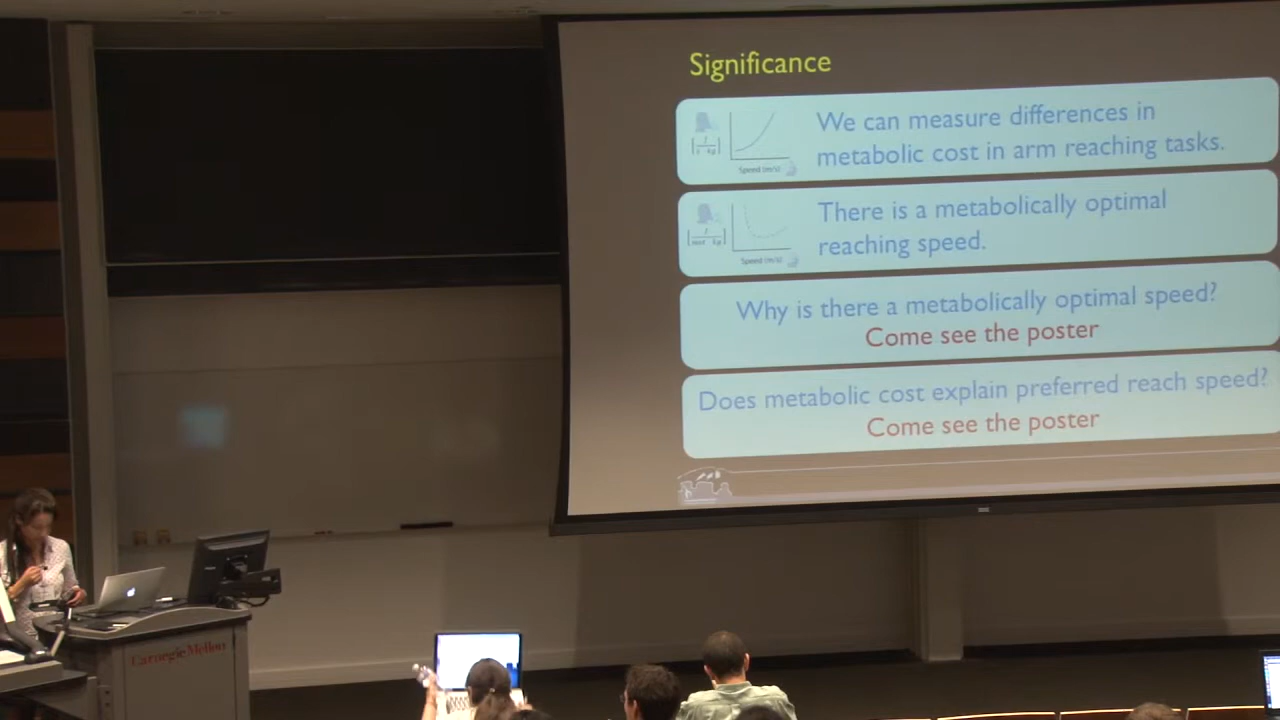 Significance
We can measure differences in
metabolic cost in arm reaching tasks.
Speed (m/s)
There is a metabolically optimal
reaching speed.
Speed (m/s)
Why is there a metabolically optimal speed?
Come see the poster
Does metabolic cost explain preferred reach speed?
Come see the poster
Carnegie Mellon